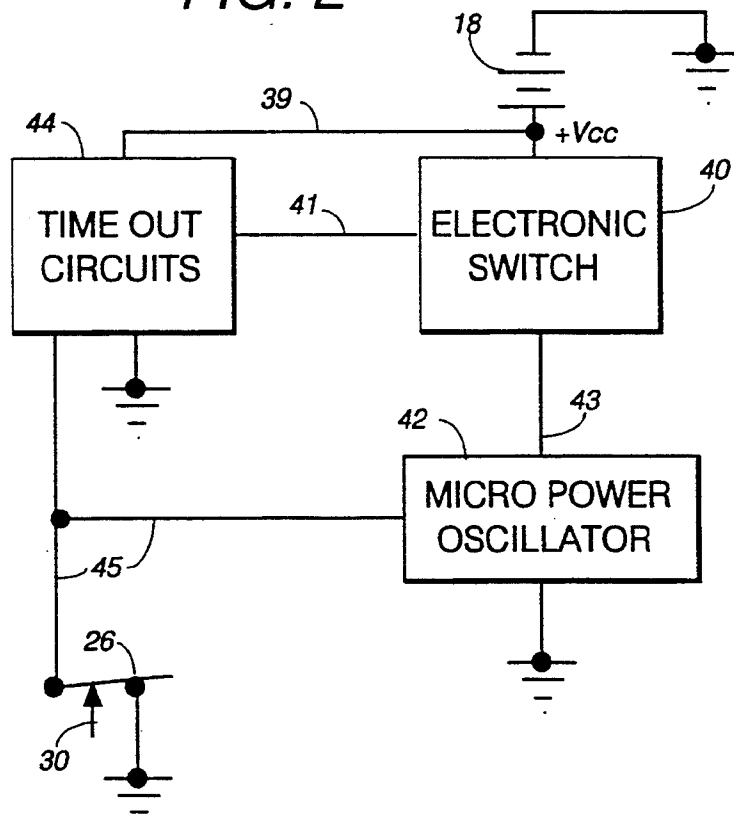 FIG. 2
18
39
+Vcc
44
40
TIME OUT
CIRCUITS
41
ELECTRONIC
SWITCH
43
42
MICRO POWER
OSCILLATOR
45
26
30